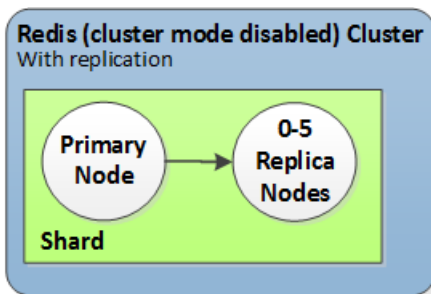 Redis (cluster mode disabled) Cluster
With replication
Primary
Node
0-5
Replica
Nodes
Shard